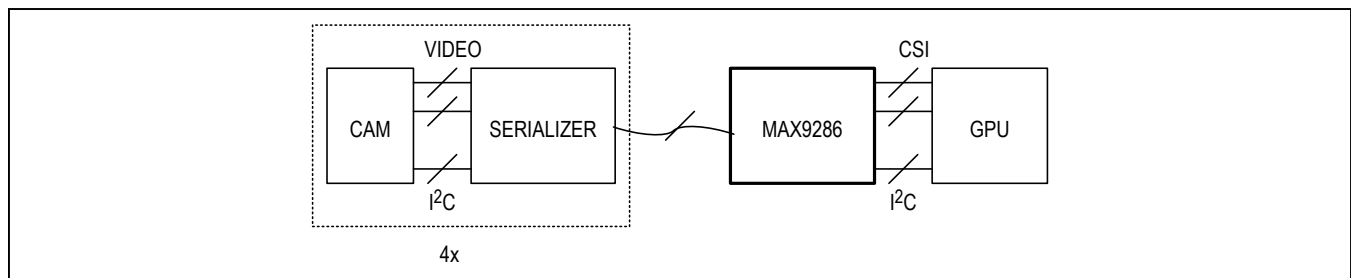 VIDEO
CSI
CAM
SERIALIZER
MAX9286
GPU
I²C
I²C
4x